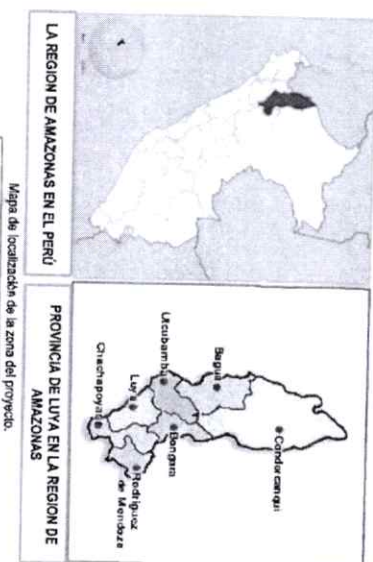 LA REGION DE AMAZONAS EN EL PERÚ
Condorcanqui
Bagua
Utcubamba
Bongara
Luya
Rodriguez
de Mendoza
Chachapoyas
PROVINCIA DE LUYA EN LA REGION DE
AMAZONAS
Mapa de localización de la zona del proyecto.